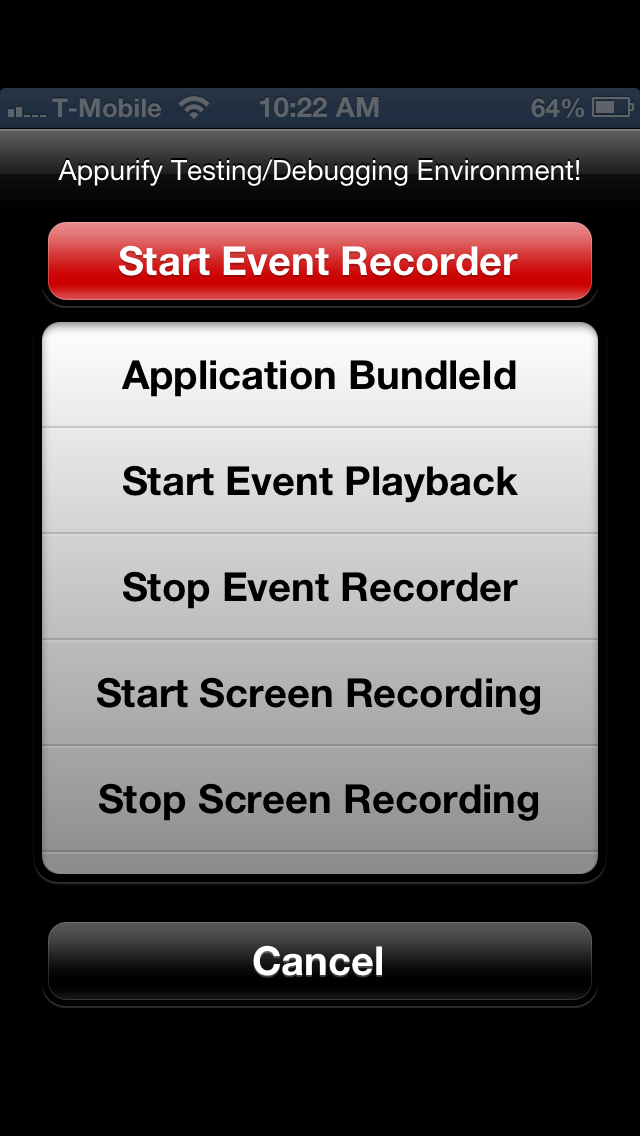 T-Mobile 10:22 AM 64%
Appurify Testing/Debugging Environment!
Start Event Recorder
Application BundleId
Start Event Playback
Stop Event Recorder
Start Screen Recording
Stop Screen Recording
Cancel